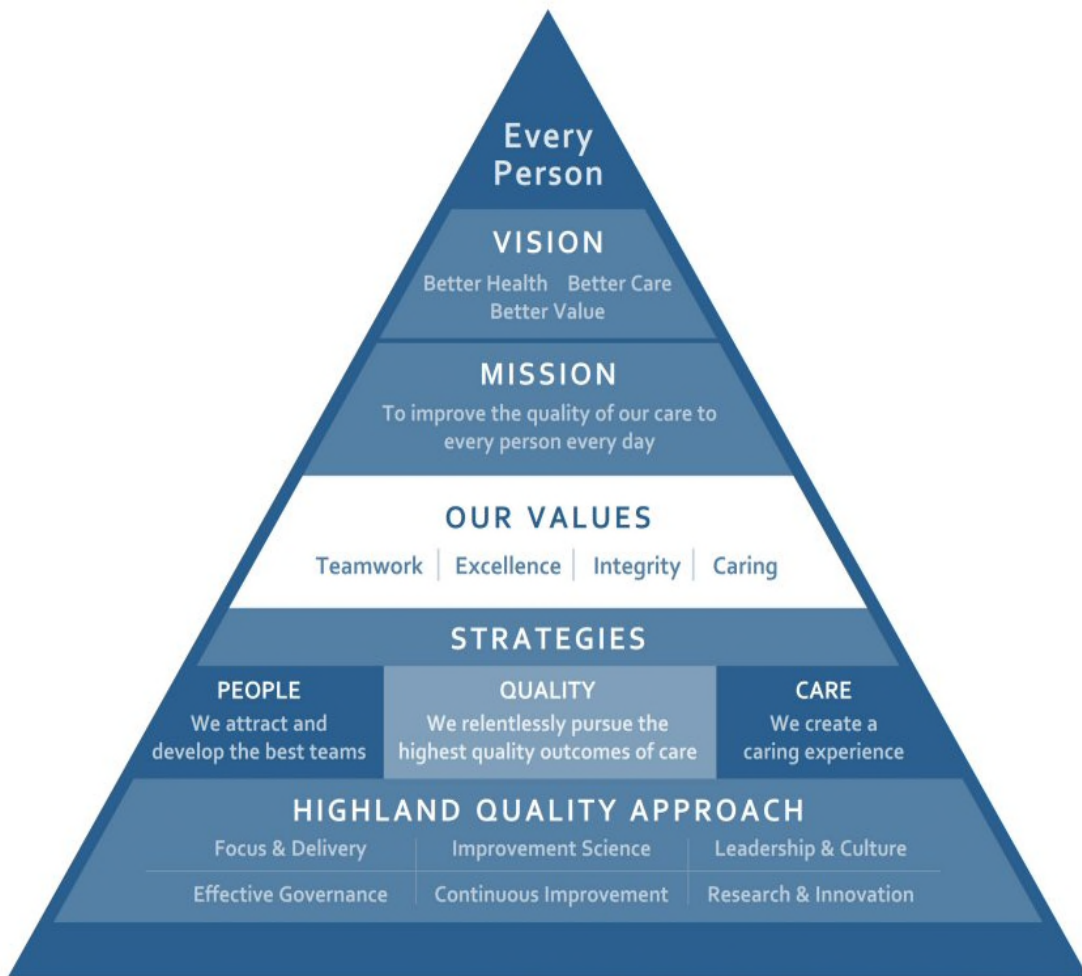 Every
Person
VISION
Better Health Better Care
Better Value
MISSION
To improve the quality of our care to
every person every day
OUR VALUES
Teamwork Excellence Integrity Caring
STRATEGIES
PEOPLE
We attract and
develop the best teams
QUALITY
We relentlessly pursue the
highest quality outcomes of care
CARE
We create a
caring experience
HIGHLAND QUALITY APPROACH
Focus & Delivery Improvement Science Leadership & Culture
Effective Governance Continuous Improvement Research & Innovation